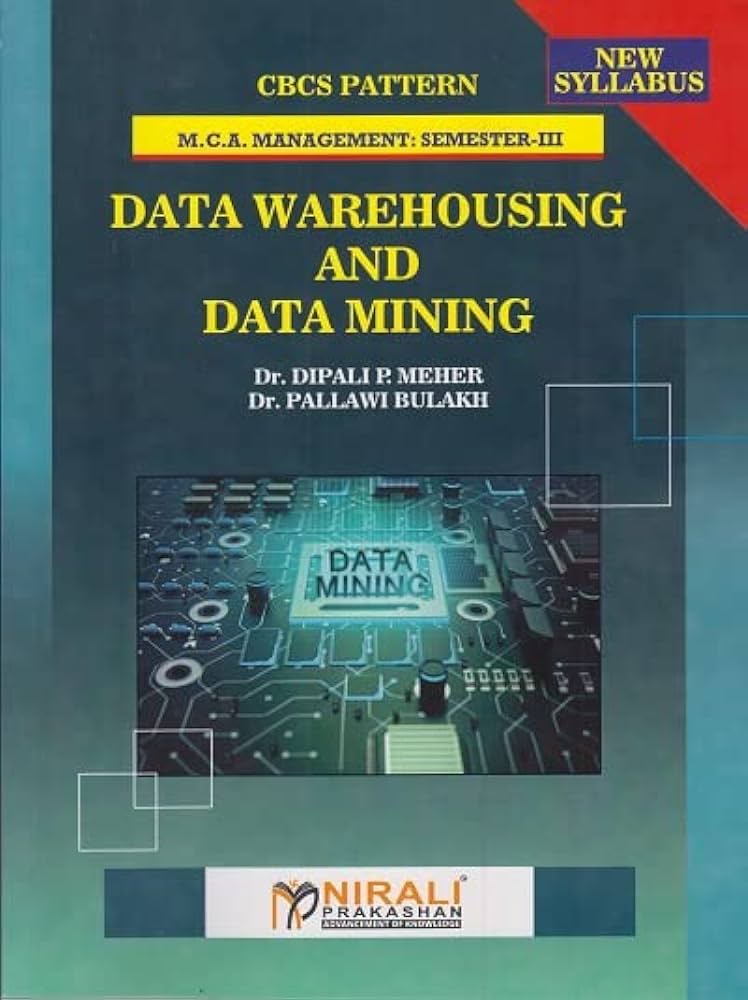 NEW
SYLLABUS
CBCS PATTERN
M.C.A. MANAGEMENT: SEMESTER-III
DATA WAREHOUSING
AND
DATA MINING
Dr. DIPALI P. MEHER
Dr. PALLAWI BULAKH
DATA
MINING
NIRALI®
PRAKASHAN
ADVANCEMENT OF KNOWLEDGE